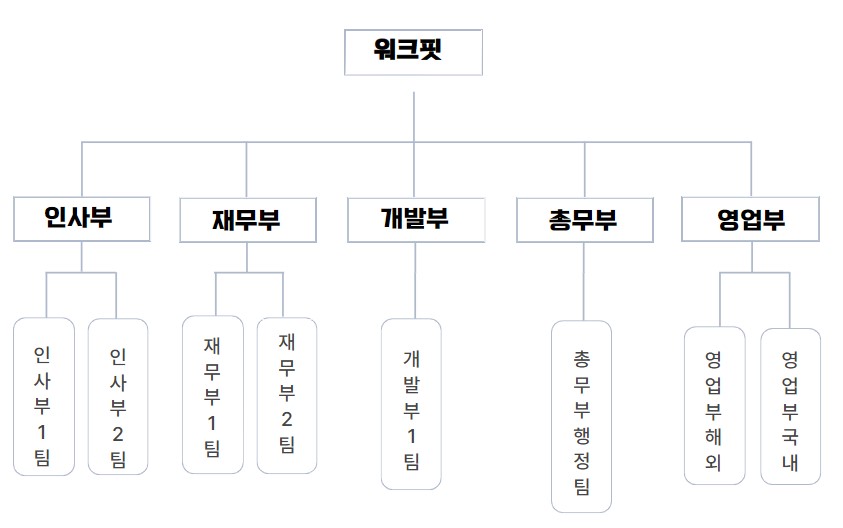 워크핏
인사부
재무부
개발부
총무부
영업부
인사부1팀
인사부2팀
재무부1팀
재무부2팀
개발부1팀
총무부행정팀
영업부해외
영업부국내